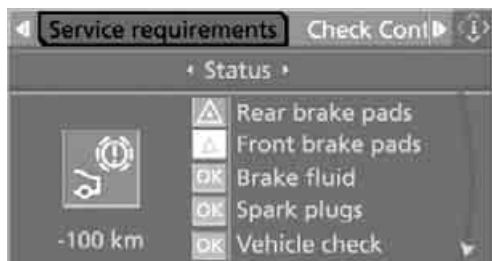 Service requirements Check Cont
Status
Rear brake pads
Front brake pads
OK Brake fluid
OK Spark plugs
-100 km OK Vehicle check